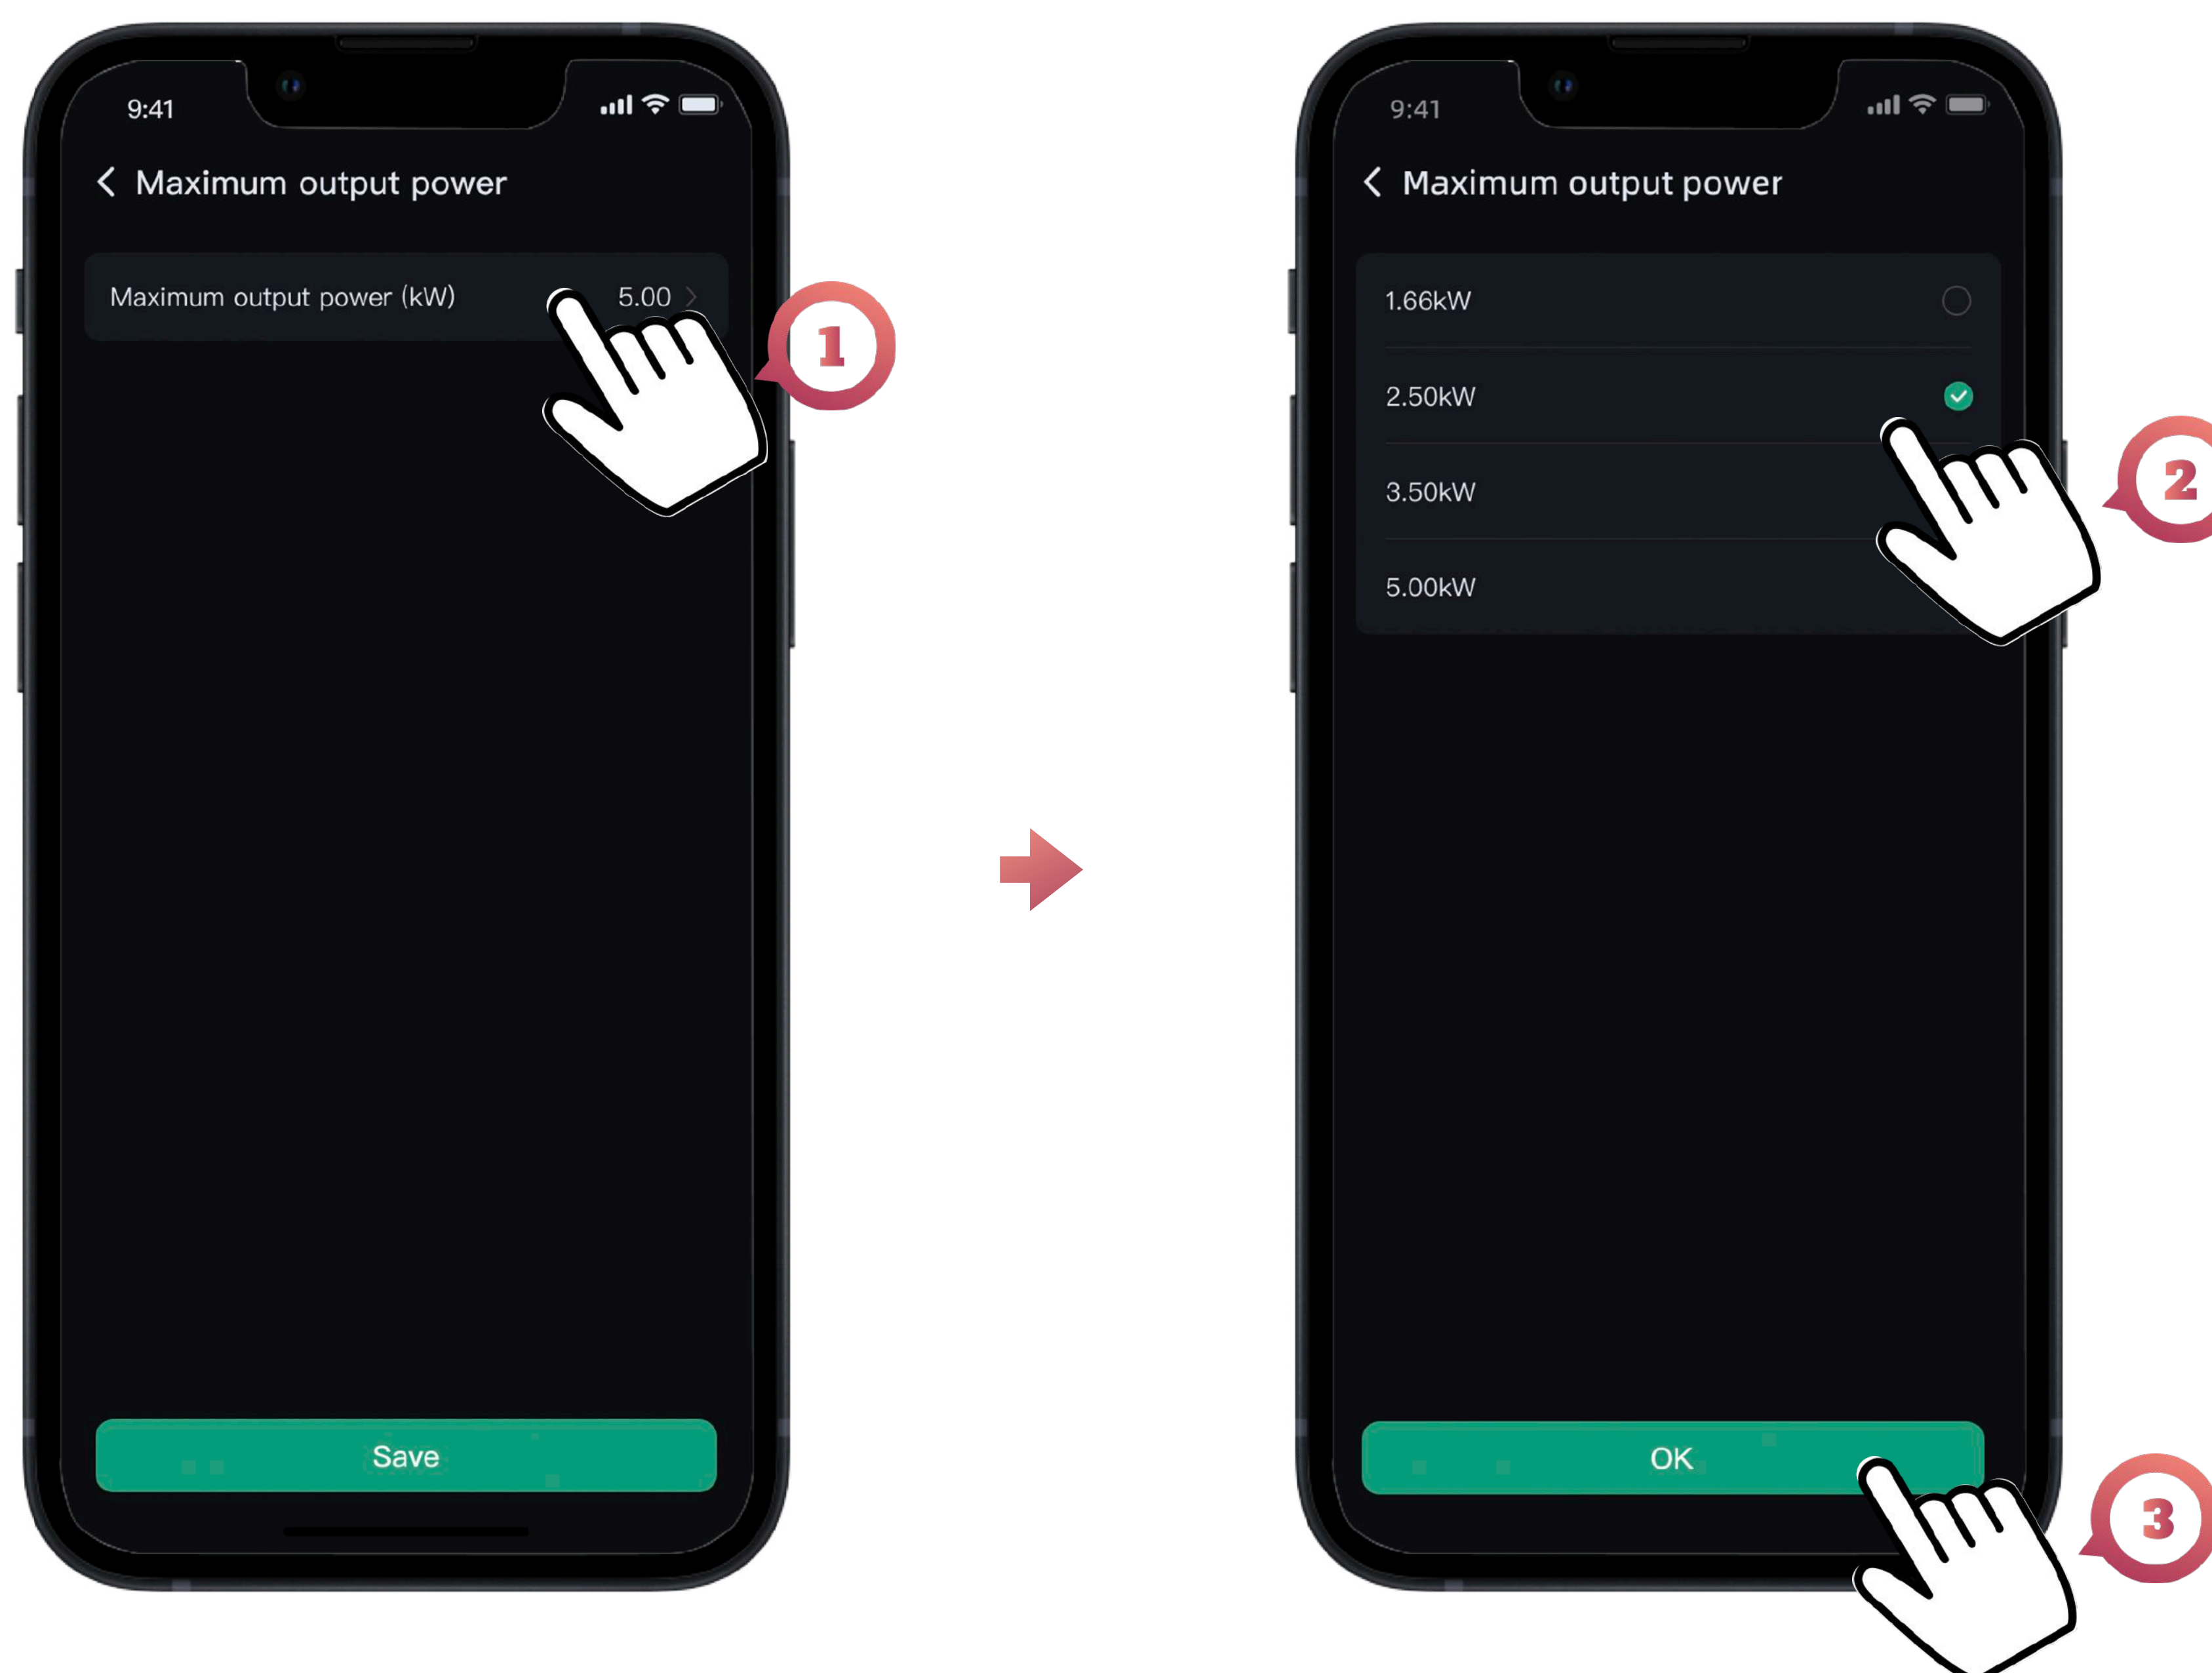 9:41
Maximum output power
Maximum output power (kW) 5.00
1
Save
9:41
Maximum output power
1.66kW
2.50kW
2
3.50kW
5.00kW
OK
3